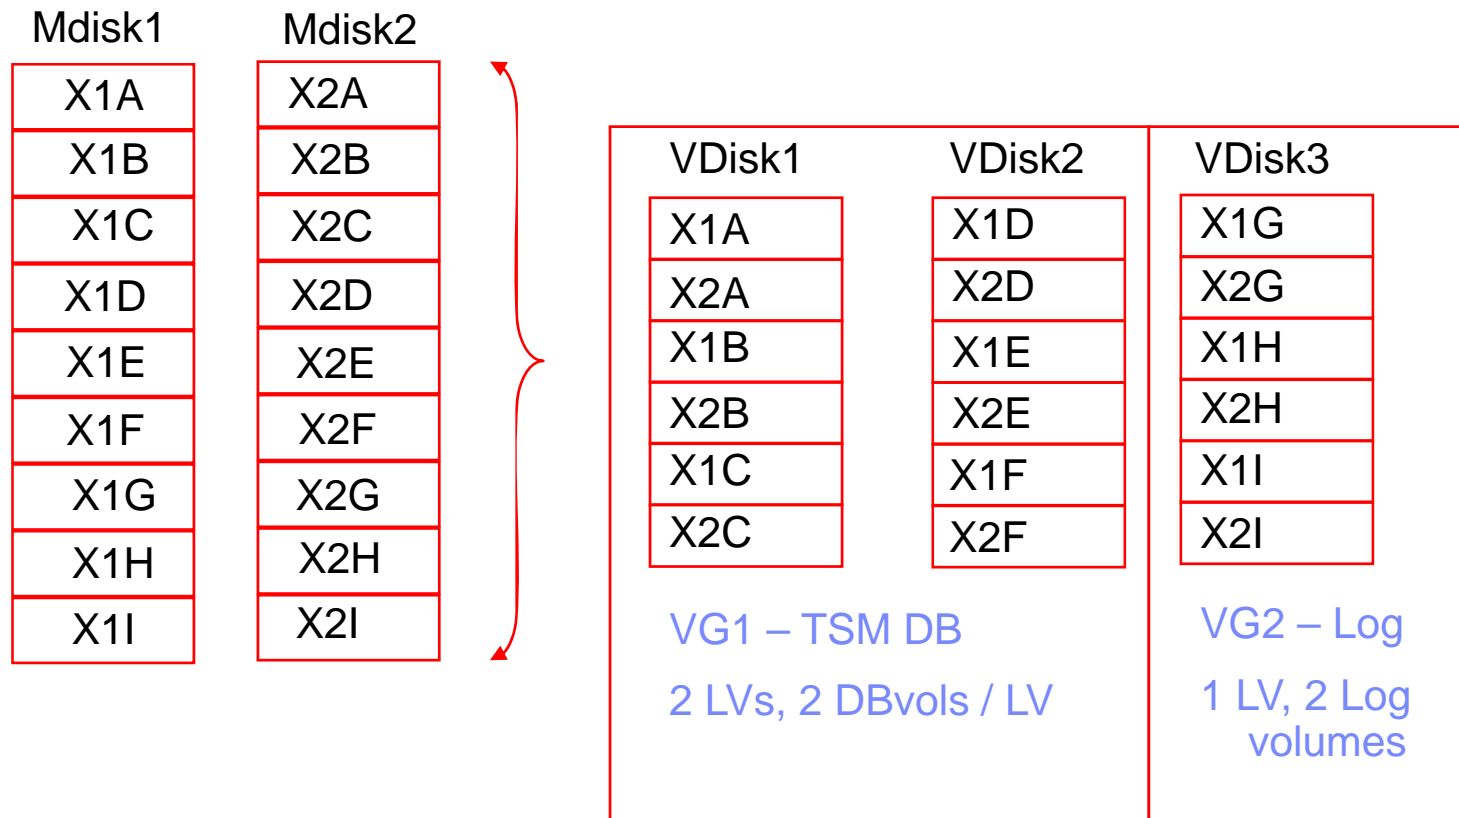 Mdisk1
X1A
X1B
X1C
X1D
X1E
X1F
X1G
X1H
X1I
Mdisk2
X2A
X2B
X2C
X2D
X2E
X2F
X2G
X2H
X2I
VDisk1
X1A
X2A
X1B
X2B
X1C
X2C
VDisk2
X1D
X2D
X1E
X2E
X1F
X2F
VG1 – TSM DB
2 LVs, 2 DBvols / LV
VDisk3
X1G
X2G
X1H
X2H
X1I
X2I
VG2 – Log
1 LV, 2 Log
volumes